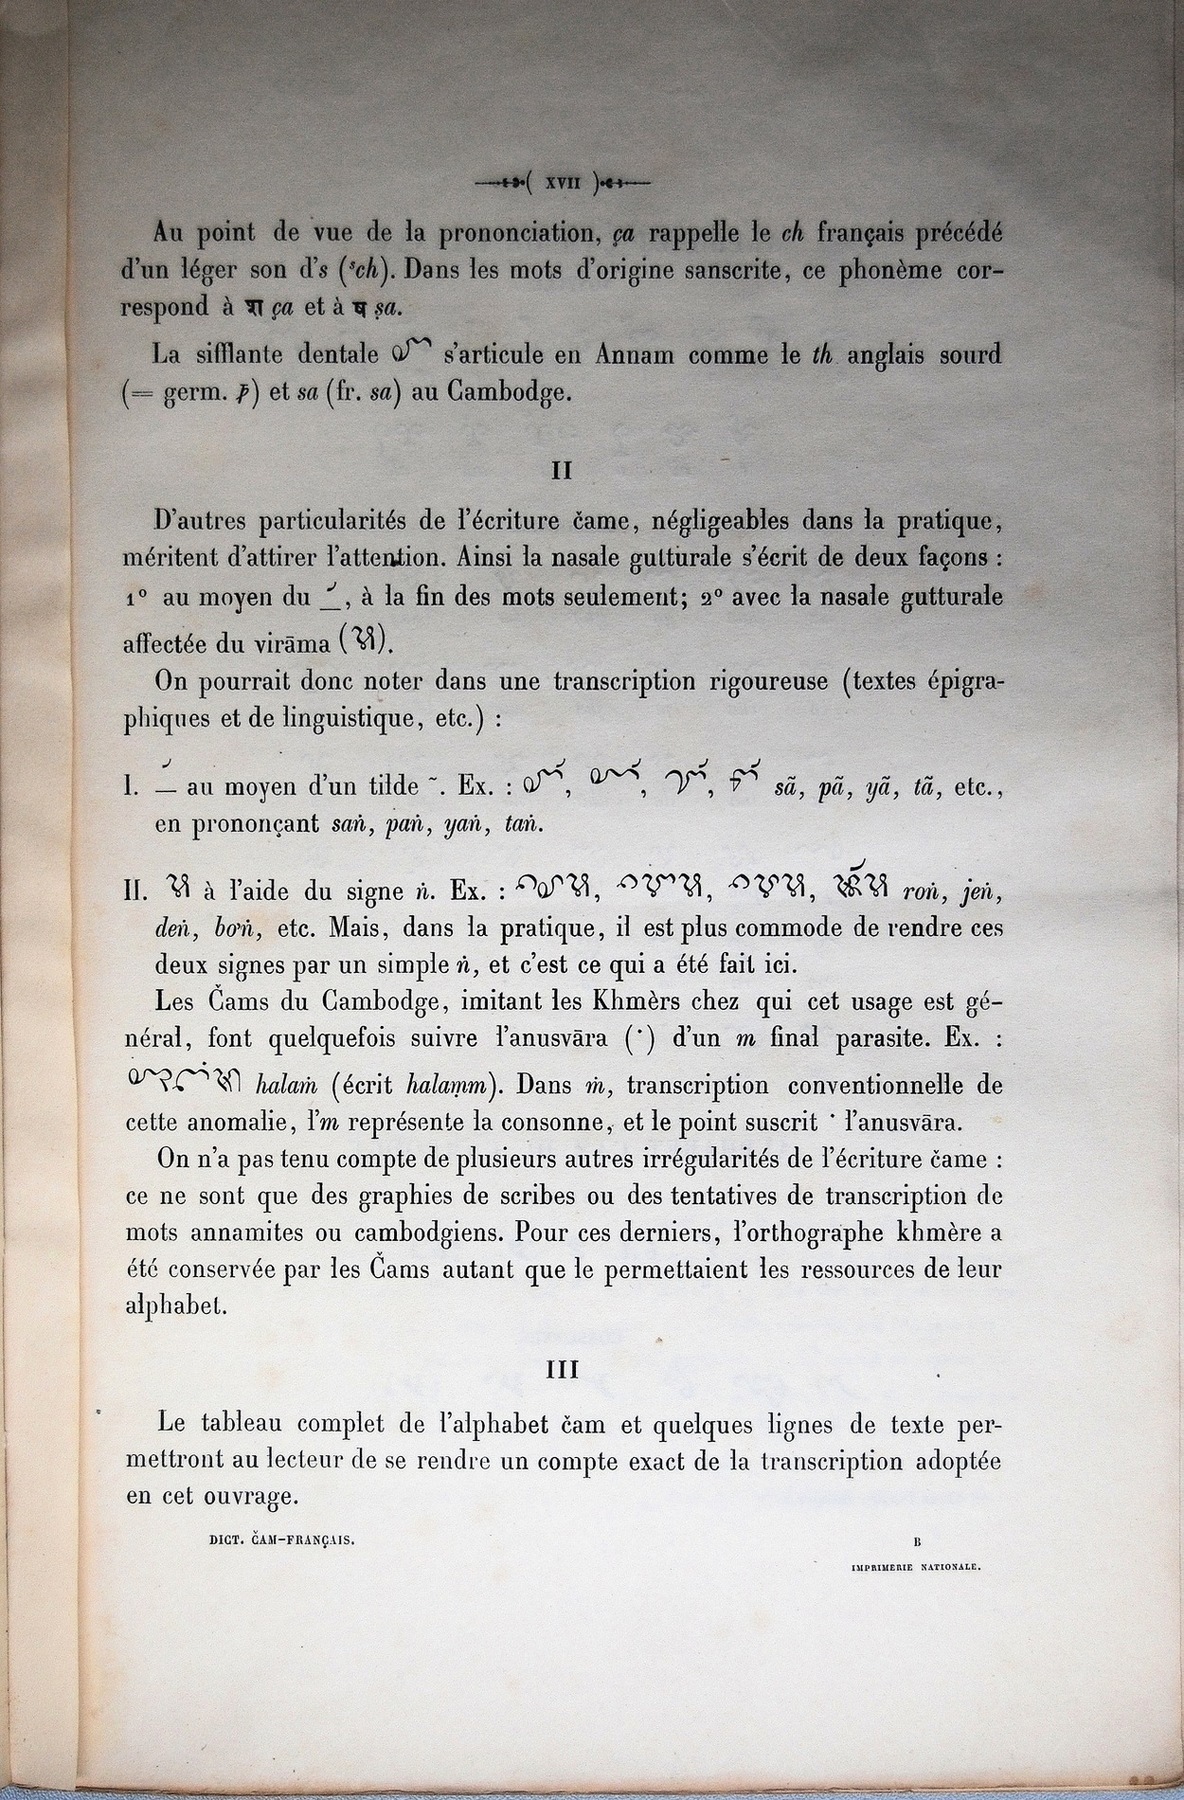 ( XVII )
Au point de vue de la prononciation, ça rappelle le ch français précédé
d'un léger son d's (ˢch). Dans les mots d'origine sanscrite, ce phonème cor-
respond à श ça et à ष ṣa.
La sifflante dentale s'articule en Annam comme le th anglais sourd
(= germ. þ) et sa (fr. sa) au Cambodge.
II
D'autres particularités de l'écriture čame, négligeables dans la pratique,
méritent d'attirer l'attention. Ainsi la nasale gutturale s'écrit de deux façons :
1° au moyen du , à la fin des mots seulement; 2° avec la nasale gutturale
affectée du virāma ( ).
On pourrait donc noter dans une transcription rigoureuse (textes épigra-
phiques et de linguistique, etc.) :
I. au moyen d'un tilde ˜. Ex. : , , , sã, pã, yã, tã, etc.,
en prononçant saṅ, paṅ, yaṅ, taṅ.
II. à l'aide du signe ṅ. Ex. : , , , roṅ, jeṅ,
deṅ, bơṅ, etc. Mais, dans la pratique, il est plus commode de rendre ces
deux signes par un simple ṅ, et c'est ce qui a été fait ici.
Les Čams du Cambodge, imitant les Khmèrs chez qui cet usage est gé-
néral, font quelquefois suivre l'anusvāra (˙) d'un m final parasite. Ex. :
halaṁ (écrit halaṃm). Dans ṁ, transcription conventionnelle de
cette anomalie, l'm représente la consonne, et le point suscrit ˙ l'anusvāra.
On n'a pas tenu compte de plusieurs autres irrégularités de l'écriture čame :
ce ne sont que des graphies de scribes ou des tentatives de transcription de
mots annamites ou cambodgiens. Pour ces derniers, l'orthographe khmère a
été conservée par les Čams autant que le permettaient les ressources de leur
alphabet.
III
Le tableau complet de l'alphabet čam et quelques lignes de texte per-
mettront au lecteur de se rendre un compte exact de la transcription adoptée
en cet ouvrage.
DICT. ČAM-FRANÇAIS.
B
IMPRIMERIE NATIONALE.